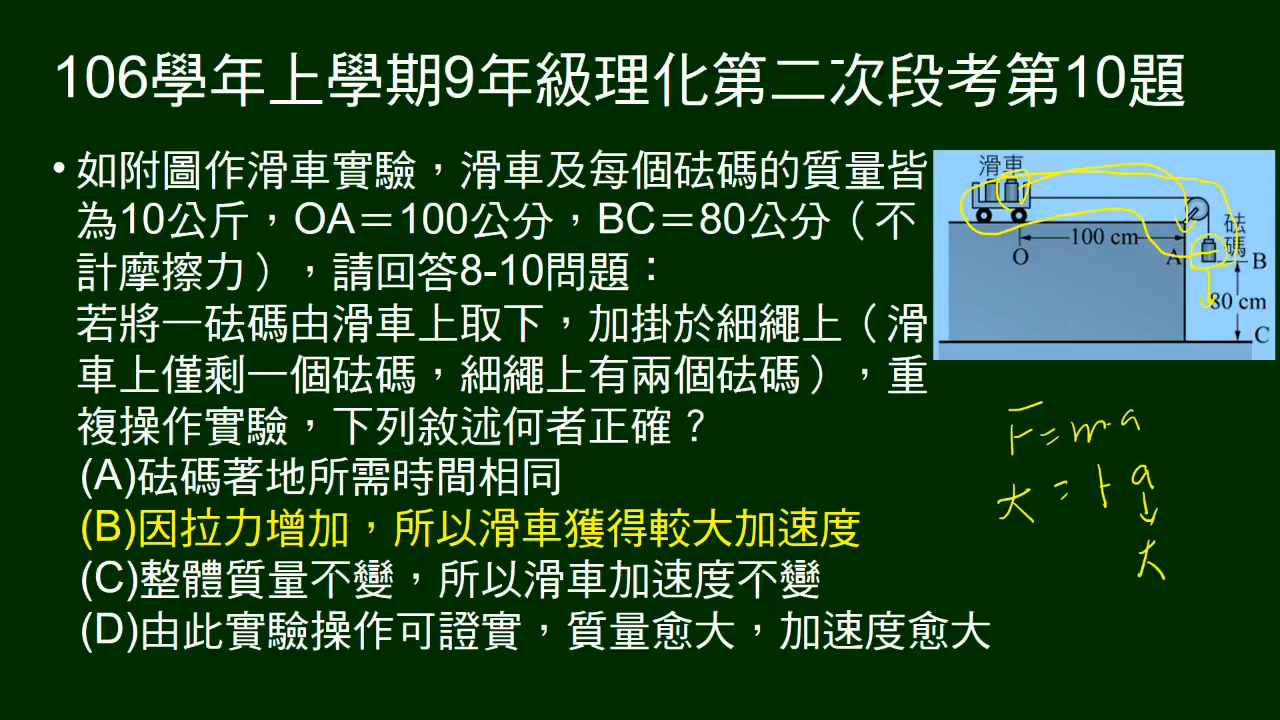 106學年上學期9年級理化第二次段考第10題
• 如附圖作滑車實驗，滑車及每個砝碼的質量皆
為10公斤，OA＝100公分，BC＝80公分（不
計摩擦力），請回答8-10問題：
若將一砝碼由滑車上取下，加掛於細繩上（滑
車上僅剩一個砝碼，細繩上有兩個砝碼），重
複操作實驗，下列敘述何者正確？
(A)砝碼著地所需時間相同
(B)因拉力增加，所以滑車獲得較大加速度
(C)整體質量不變，所以滑車加速度不變
(D)由此實驗操作可證實，質量愈大，加速度愈大
滑車
100 cm
O
A
砝碼
B
80 cm
C
F=m·a
大=
a
大